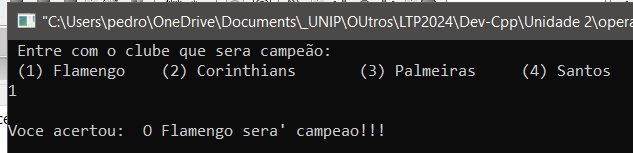 "C:\Users\pedro\OneDrive\Documents\_UNIP\OUtros\LTP2024\Dev-Cpp\Unidade 2\opera
Entre com o clube que sera campeão:
(1) Flamengo    (2) Corinthians        (3) Palmeiras     (4) Santos
1
Voce acertou:  O Flamengo sera' campeao!!!